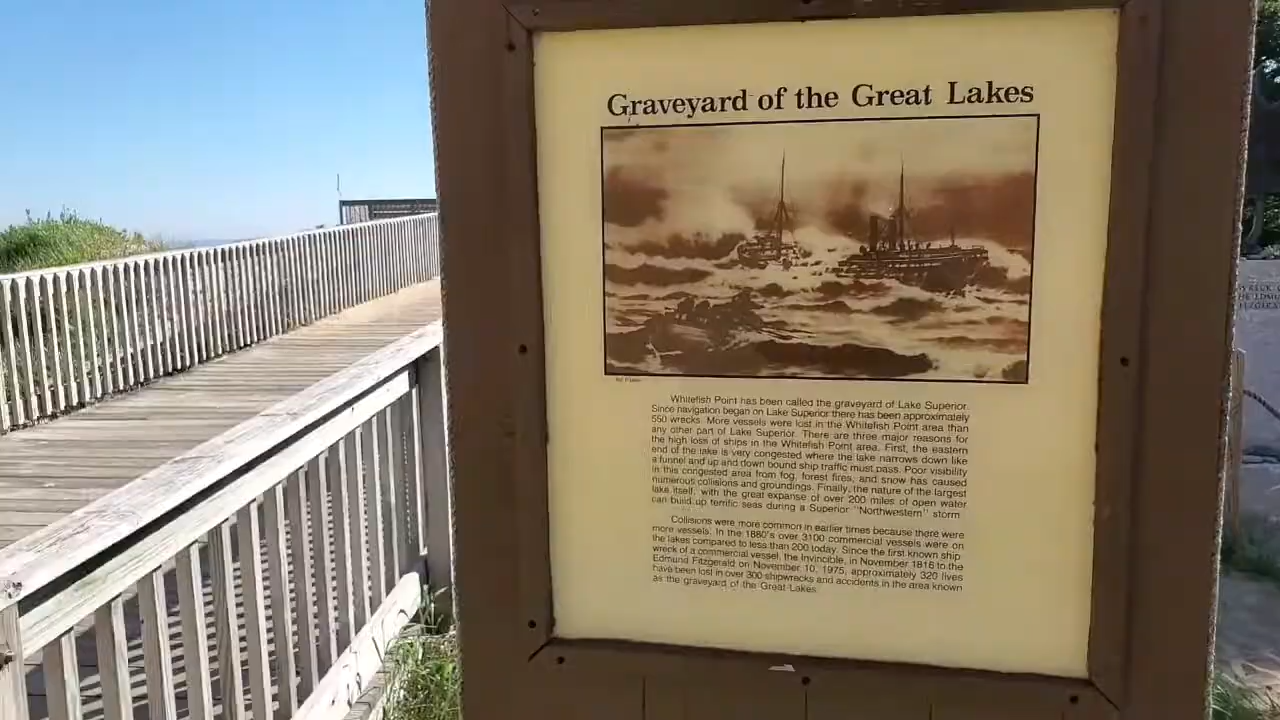 Graveyard of the Great Lakes
Whitefish Point has been called the graveyard of Lake Superior.
Since navigation began on Lake Superior there has been approximately
550 wrecks. More vessels were lost in the Whitefish Point area than
any other part of Lake Superior. There are three major reasons for
the high loss of ships in the Whitefish Point area. First, the eastern
end of the lake is very congested where the lake narrows down like
a funnel and up and down bound ship traffic must pass. Poor visibility
in this congested area from fog, forest fires, and snow has caused
numerous collisions and groundings. Finally, the nature of the largest
lake itself, with the great expanse of over 200 miles of open water
can build up terrific seas during a Superior "Northwestern" storm.
Collisions were more common in earlier times because there were
more vessels. In the 1880's over 3100 commercial vessels were on
the lakes compared to less than 200 today. Since the first known ship
wreck of a commercial vessel, the Invincible, in November 1816 to the
Edmund Fitzgerald on November 10, 1975, approximately 320 lives
have been lost in over 300 shipwrecks and accidents in the area known
as the graveyard of the Great Lakes.